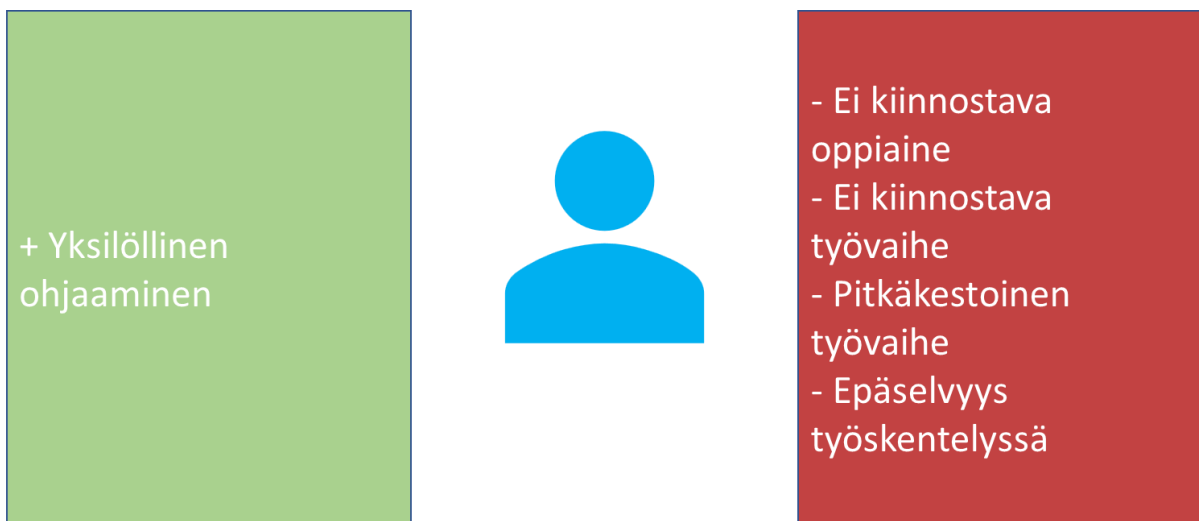 + Yksilöllinen
ohjaaminen
- Ei kiinnostava
oppiaine
- Ei kiinnostava
työvaihe
- Pitkäkestoinen
työvaihe
- Epäselvyys
työskentelyssä